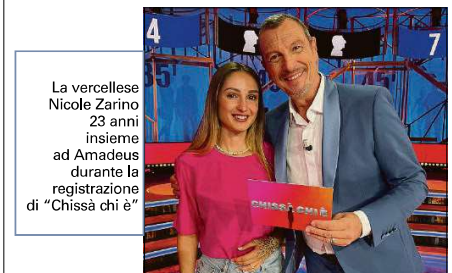 La vercellese
Nicole Zarino
23 anni
insieme
ad Amadeus
durante la
registrazione
di “Chissà chi è”
4
7
35
CHISSÀ CHI È